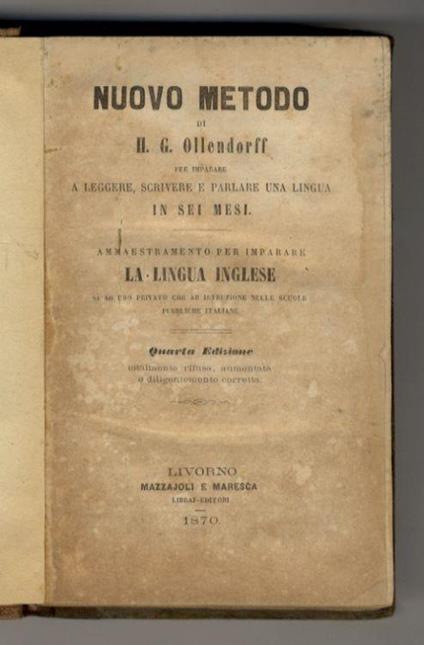 NUOVO METODO
DI
H. G. Ollendorff
PER IMPARARE
A LEGGERE, SCRIVERE E PARLARE UNA LINGUA
IN SEI MESI.
AMMAESTRAMENTO PER IMPARARE
LA LINGUA INGLESE
SI AD USO PRIVATO CHE AD ISTRUZIONE NELLE SCUOLE
PUBBLICHE ITALIANE
Quarta Edizione
totalmente rifusa, aumentata
e diligentemente corretta.
LIVORNO
MAZZAJOLI E MARESCA
LIBRAI-EDITORI
1870.